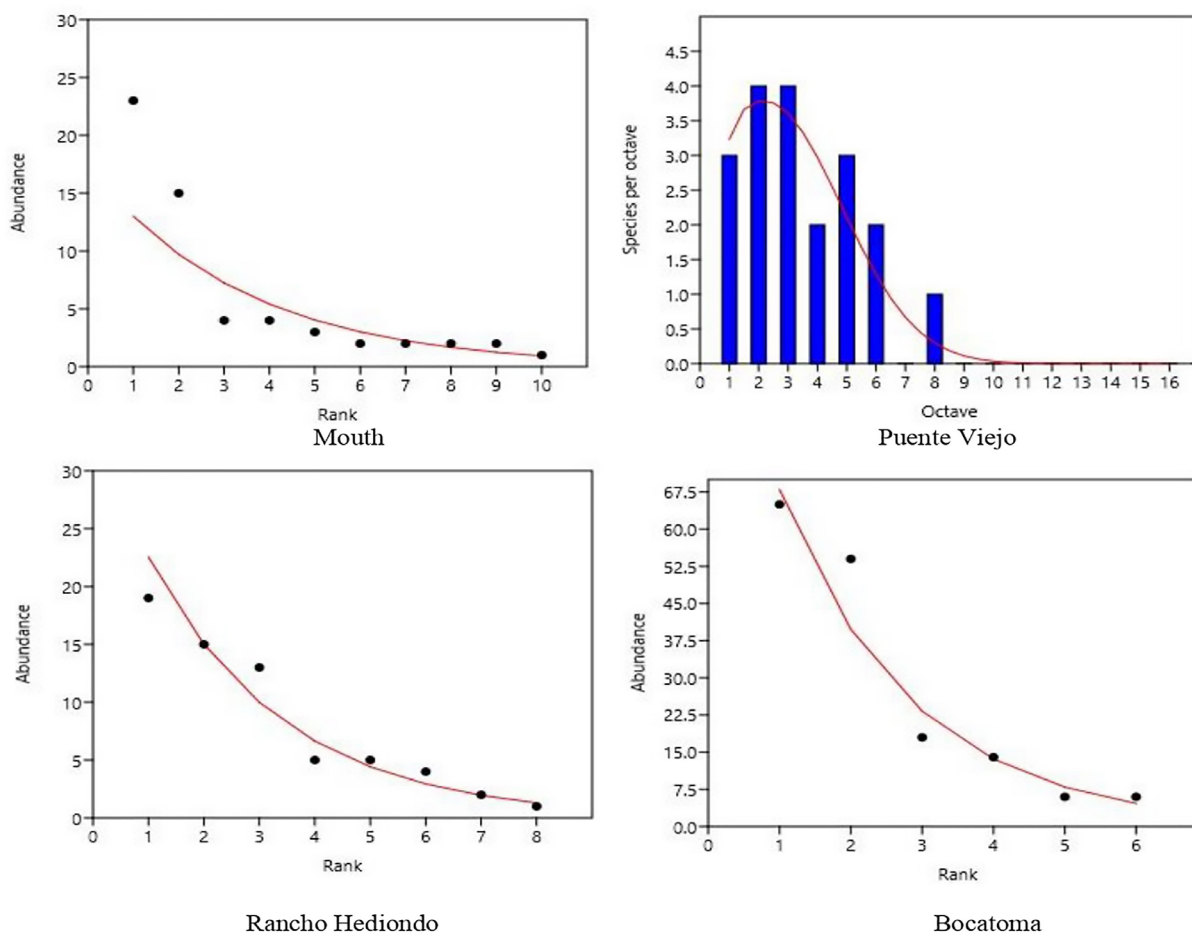 30
25
20
15
10
5
0
Abundance
0 1 2 3 4 5 6 7 8 9 10
Rank
Mouth
4.5
4.0
3.5
3.0
2.5
2.0
1.5
1.0
0.5
0.0
Species per octave
0 1 2 3 4 5 6 7 8 9 10 11 12 13 14 15 16
Octave
Puente Viejo
30
25
20
15
10
5
0
Abundance
0 1 2 3 4 5 6 7 8
Rank
Rancho Hediondo
67.5
60.0
52.5
45.0
37.5
30.0
22.5
15.0
7.5
0.0
Abundance
0 1 2 3 4 5 6
Rank
Bocatoma